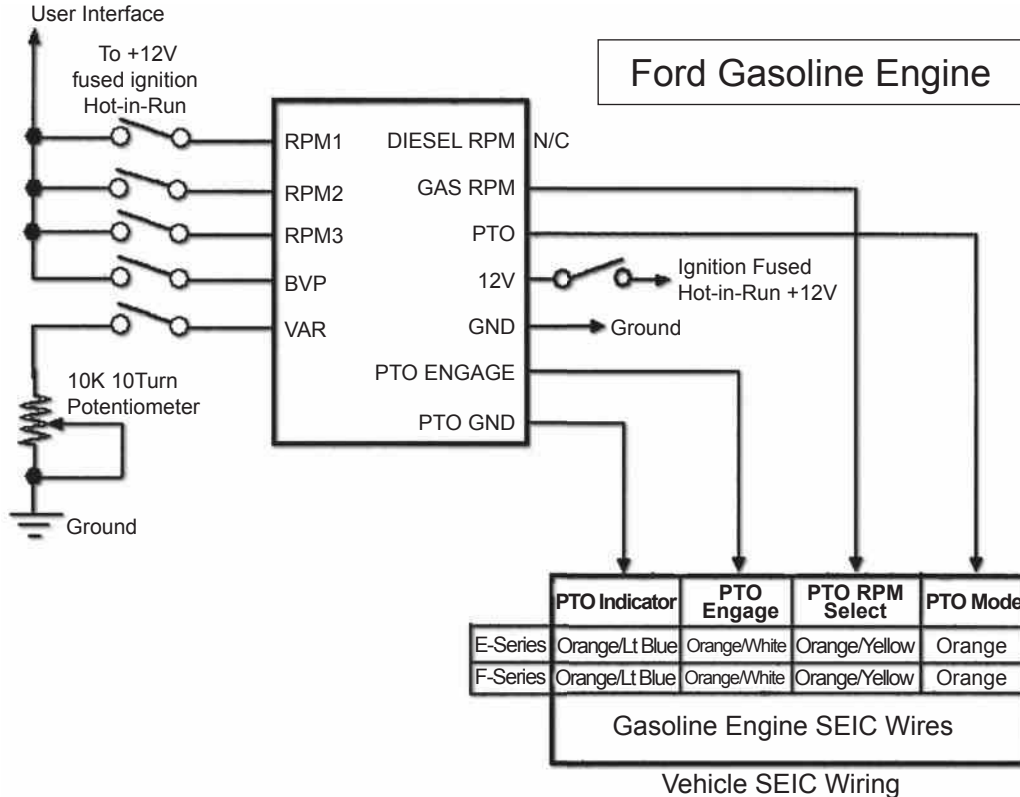 User Interface
To +12V
fused ignition
Hot-in-Run
Ford Gasoline Engine
RPM1
DIESEL RPM
N/C
RPM2
GAS RPM
RPM3
PTO
BVP
12V
Ignition Fused
Hot-in-Run +12V
VAR
GND
Ground
10K 10Turn
Potentiometer
PTO ENGAGE
PTO GND
Ground
PTO Indicator
PTO
Engage
PTO RPM
Select
PTO Mode
E-Series Orange/Lt Blue Orange/White Orange/Yellow Orange
F-Series Orange/Lt Blue Orange/White Orange/Yellow Orange
Gasoline Engine SEIC Wires
Vehicle SEIC Wiring